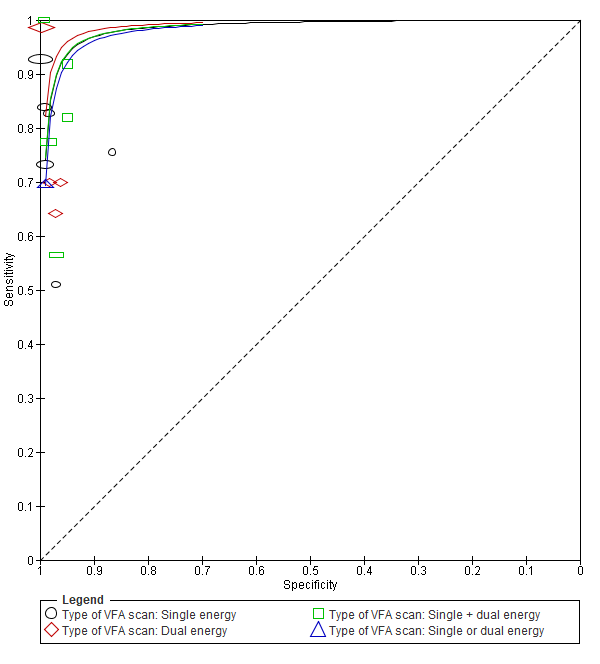 1
0.9
0.8
0.7
0.6
0.5
0.4
0.3
0.2
0.1
0
Sensitivity
1 0.9 0.8 0.7 0.6 0.5 0.4 0.3 0.2 0.1 0
Specificity
Legend
Type of VFA scan: Single energy
Type of VFA scan: Single + dual energy
Type of VFA scan: Dual energy
Type of VFA scan: Single or dual energy